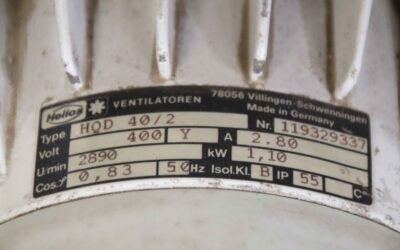 Helios VENTILATOREN 78056 Villingen-Schwenningen
Made in Germany
Type HQD 40/2 Nr. 119329337
Volt 400 Y A 2.80
U/min 2890 kW 1,10
Cos.φ 0,83 50 Hz Isol.Kl. B IP 55 C°